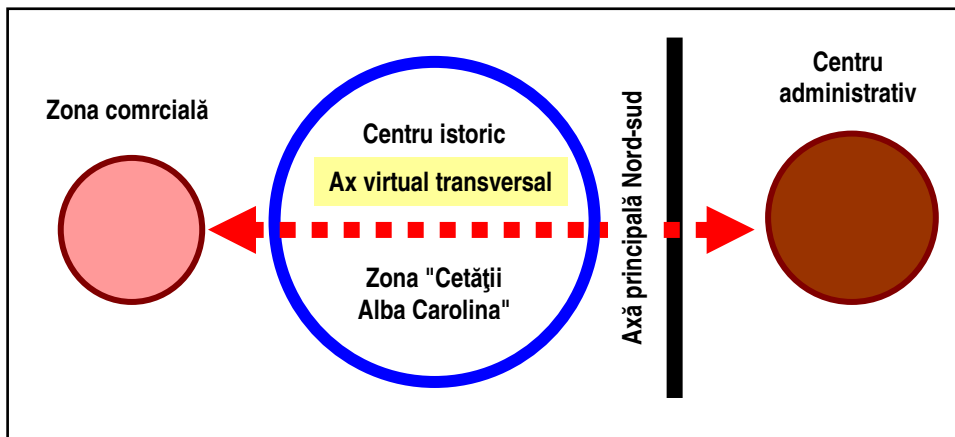 Zona comrcială
Centru istoric
Ax virtual transversal
Zona "Cetăţii
Alba Carolina"
Axă principală Nord-sud
Centru
administrativ